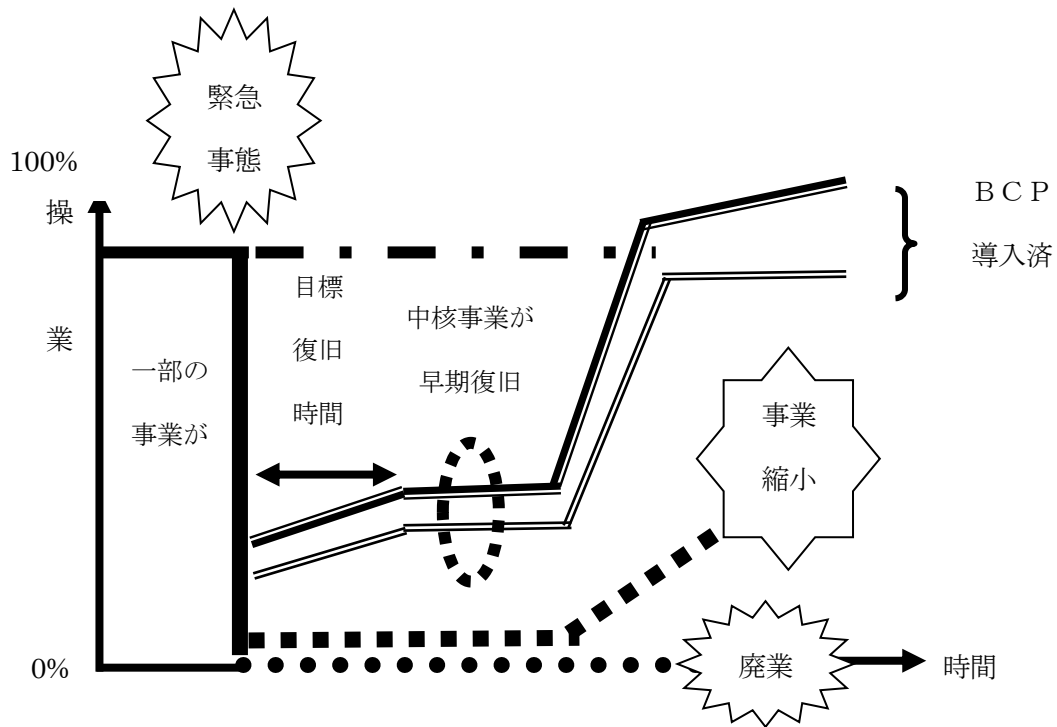 緊急
事態
100%
操
業
ＢＣＰ
導入済
目標
復旧
時間
中核事業が
早期復旧
一部の
事業が
事業
縮小
0%
廃業
時間